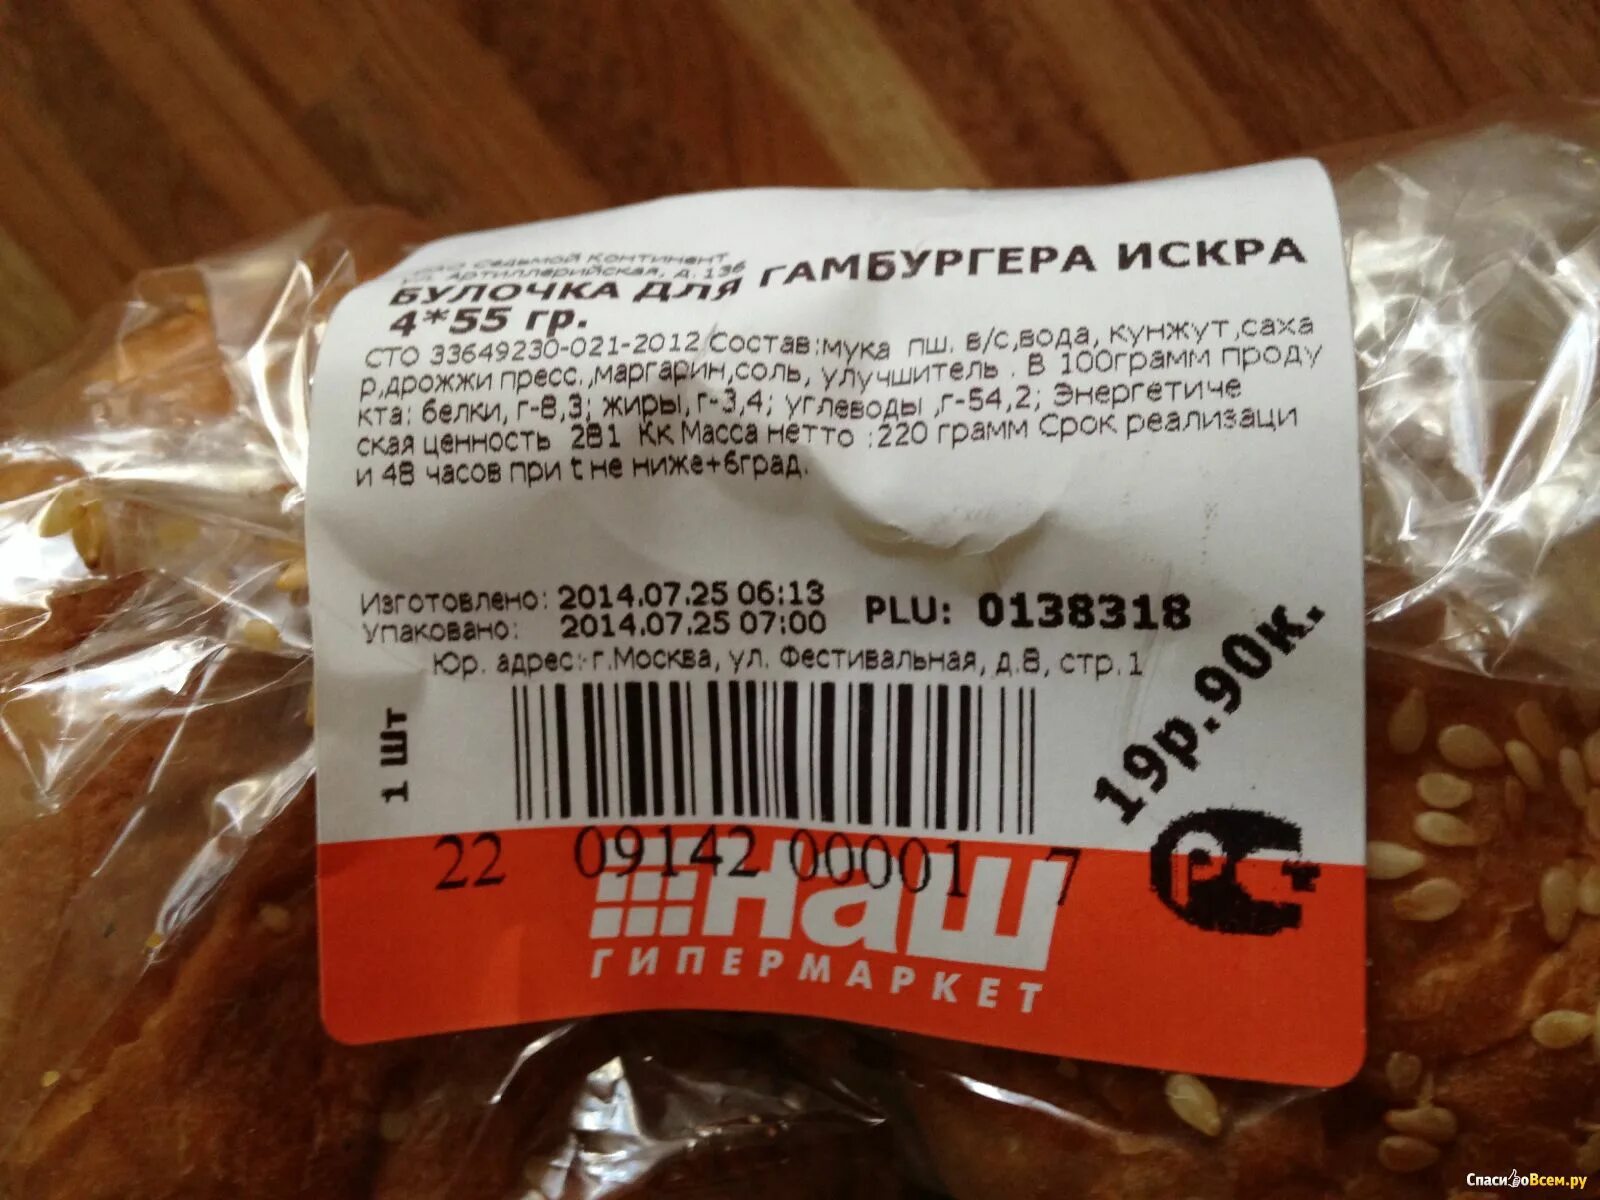 ОАО Седьмой Континент
Артиллерийская, д. 136
БУЛОЧКА ДЛЯ ГАМБУРГЕРА ИСКРА
4*55 гр.
СТО 33649230-021-2012 Состав:мука пш. в/с,вода, кунжут,саха
р,дрожжи пресс.,маргарин,соль, улучшитель . В 100грамм проду
кта: белки, г-8,3; жиры,г-3,4; углеводы ,г-54,2; Энергетиче
ская ценность 281 Кк Масса нетто :220 грамм Срок реализаци
и 48 часов при t не ниже+6град.
Изготовлено: 2014.07.25 06:13
Упаковано: 2014.07.25 07:00
PLU: 0138318
Юр. адрес: г.Москва, ул. Фестивальная, д.8, стр.1
1 шт
19р.90к.
22 09142 00001 7
РС
наш
ГИПЕРМАРКЕТ
СпасибоВсем.ру